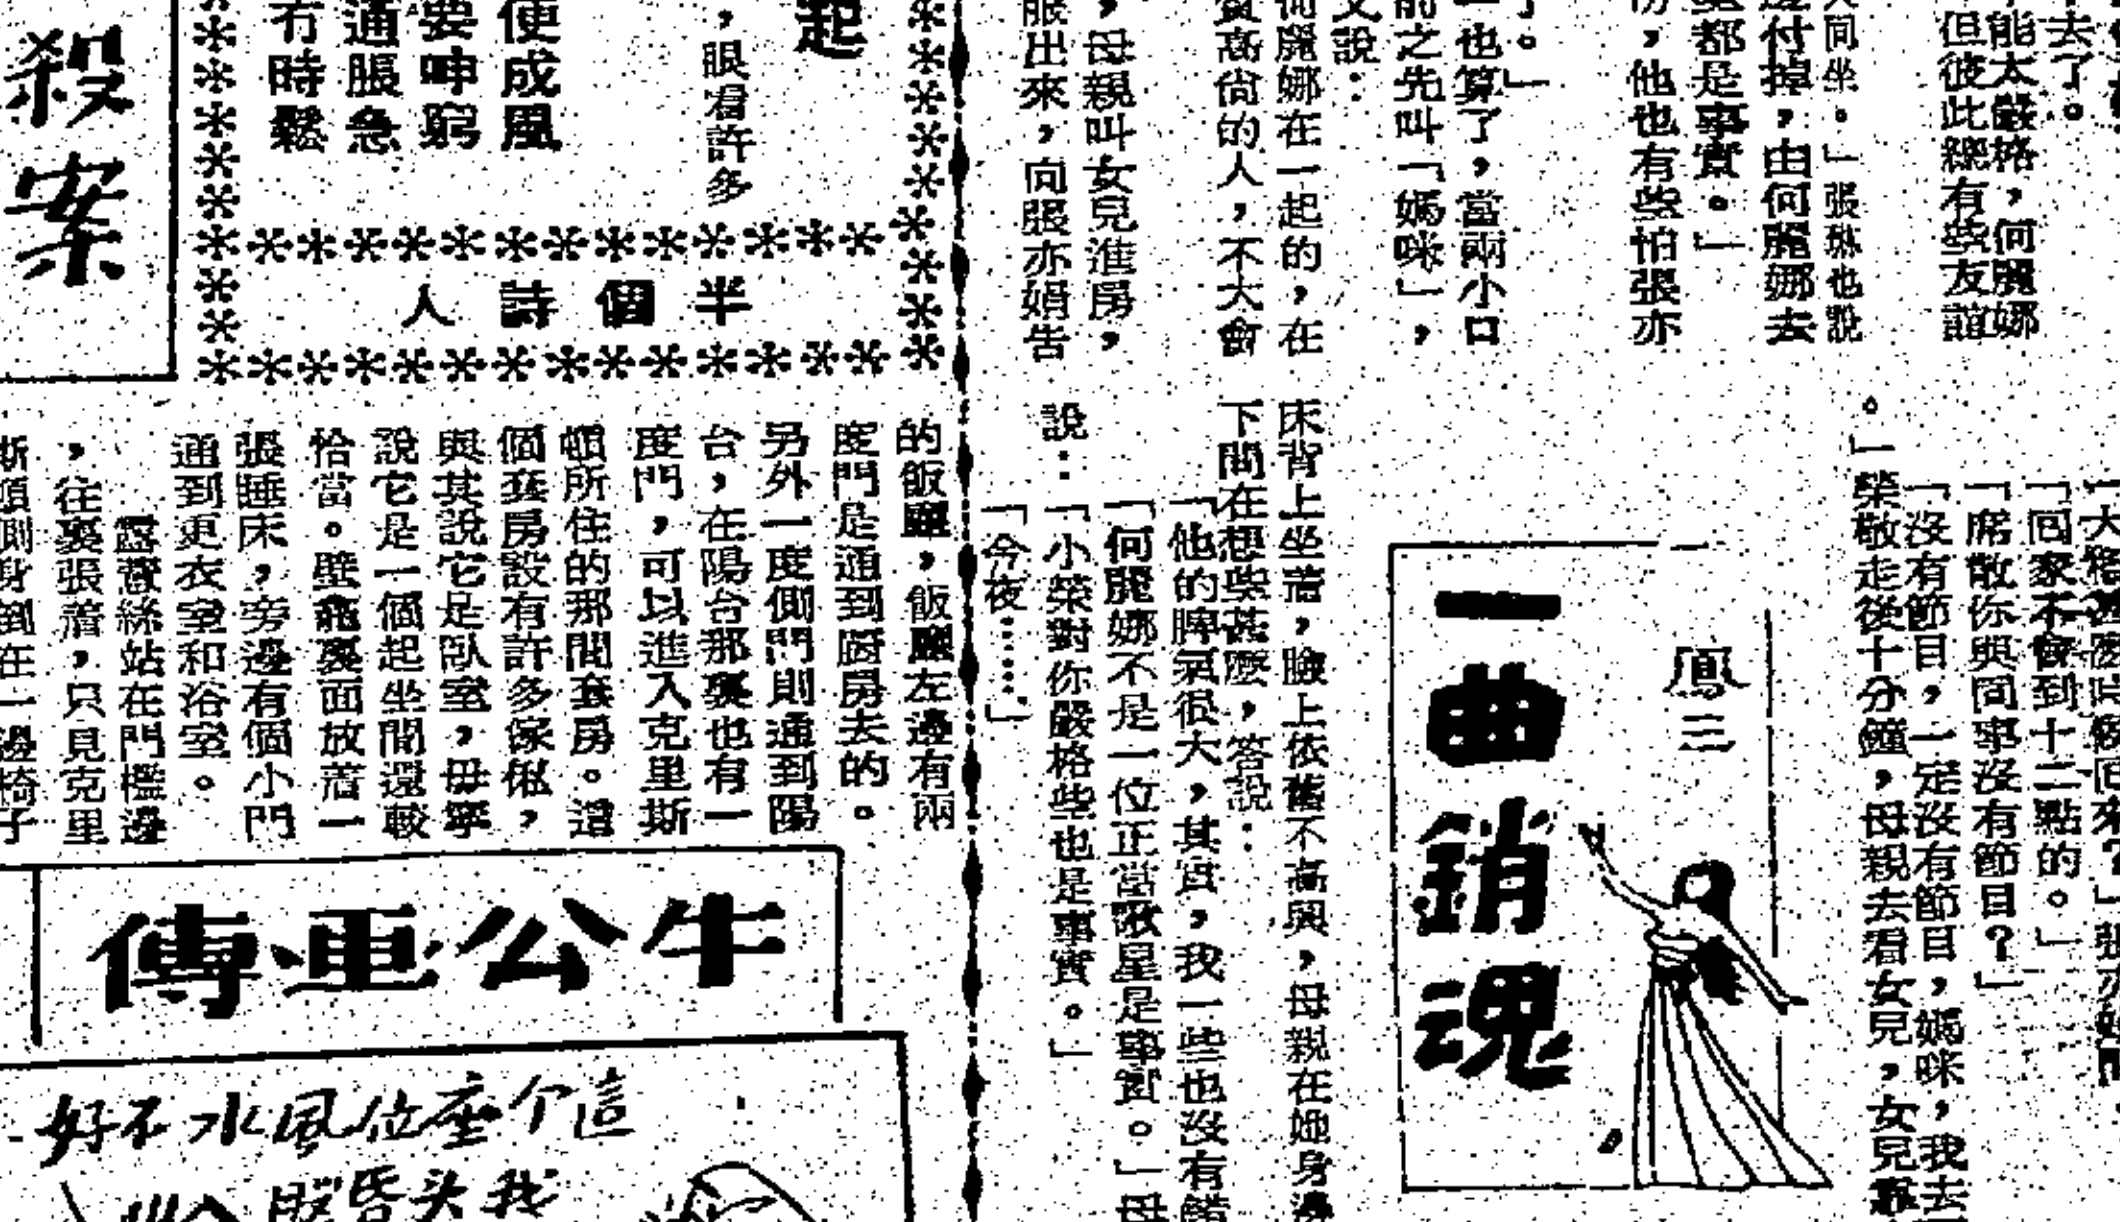 去了。
能太嚴格，何麗娜
但彼此總有些友誼
同坐。」張熱也說
付掉，由何麗娜去
都是事實。」
，他也有些怕張亦
。」
也算了，當兩小口
前之先叫「媽咪」，
又說：
麗娜在一起的，在
高尙的人，不大會
，母親叫女兒進房，
服出來，向張亦娟告
「回家不會到十二點的。」
「席散你與同事沒有節目？」
「沒有節目，一定沒有節目，媽咪，我去
。」榮敬走後十分鐘，母親去看女兒，女兒靠
鳳三
一曲銷魂
床背上坐着，臉上依舊不高興，母親在她身邊
下問在想些甚麽，答說：
「他的脾氣很大，其實，我一些也沒有錯
「何麗娜不是一位正當歌星是事實。」母
說：「小榮對你嚴格些也是事實。」
「今夜……」
起
，眼看許多
便成風
要呻窮
通脹急
冇時鬆
半個詩人
殺案
的飯廳，飯廳左邊有兩
度門是通到廚房去的。
另外一度側門則通到陽
台，在陽台那裏也有一
度門，可以進入克里斯
頓所住的那間套房。這
個套房設有許多傢俬，
與其說它是臥室，毋寧
說它是一個起坐間還較
恰當。壁龕裏面放着一
張睡床，旁邊有個小門
通到更衣室和浴室。
露薏絲站在門檻邊
，往裏張着，只見克里
斯頓側身倒在一邊椅子
牛公運傳
這个座位風水不好
我头昏脹